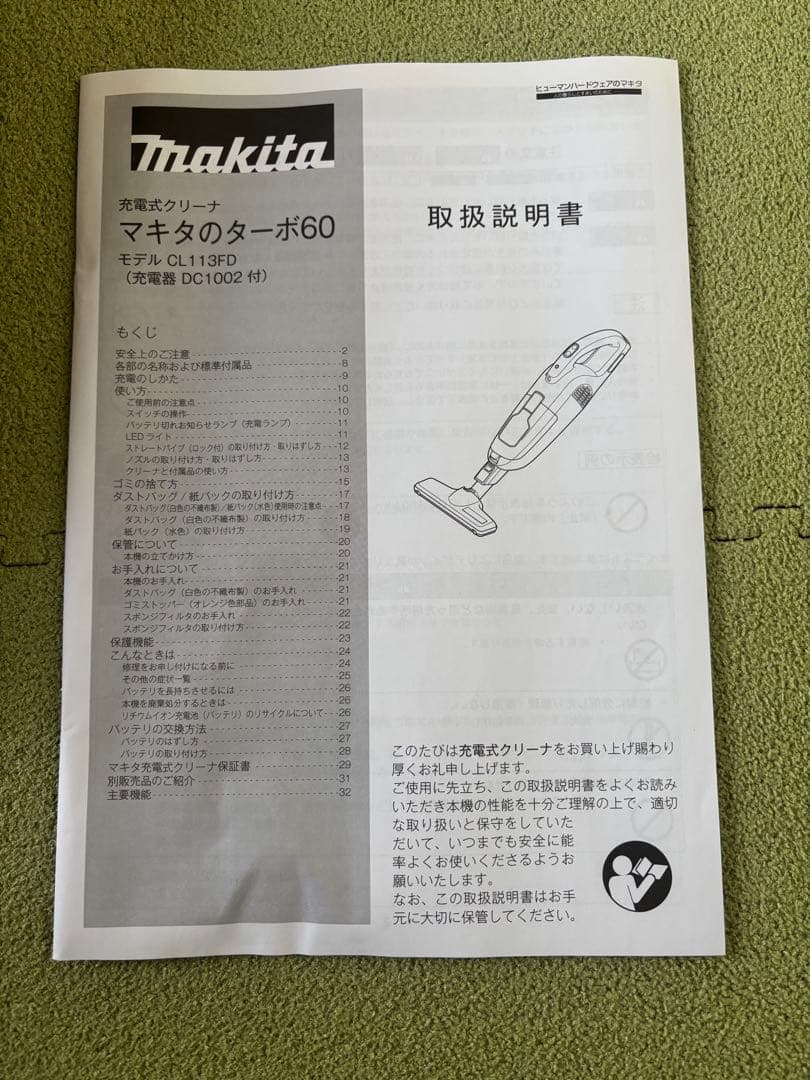 ヒューマンハードウェアのマキタ
makita
充電式クリーナ
マキタのターボ60
モデル CL113FD
（充電器 DC1002 付）
取扱説明書
もくじ
安全上のご注意 2
各部の名称および標準付属品 8
充電のしかた 9
使い方 10
ご使用前の注意点 10
スイッチの操作 10
バッテリ切れお知らせランプ（充電ランプ） 11
LED ライト 11
ストレートパイプ（ロック付）の取り付け方・取りはずし方 12
ノズルの取り付け方・取りはずし方 13
クリーナと付属品の使い方 13
ゴミの捨て方 15
ダストバッグ／紙パックの取り付け方 17
ダストバッグ（白色の不織布製）／紙パック（水色）使用時の注意点 17
ダストバッグ（白色の不織布製）の取り付け方 18
紙パック（水色）の取り付け方 19
保管について 20
本機の立てかけ方 20
お手入れについて 21
本機のお手入れ 21
ダストバッグ（白色の不織布製）のお手入れ 21
ゴミストッパー（オレンジ色部品）のお手入れ 21
スポンジフィルタのお手入れ 22
スポンジフィルタの取り付け方 22
保護機能 23
こんなときは 24
修理をお申し付けになる前に 24
その他の症状一覧 25
バッテリを長持ちさせるには 26
本機を廃棄処分するときは 26
リチウムイオン充電池（バッテリ）のリサイクルについて 26
バッテリの交換方法 27
バッテリのはずし方 27
バッテリの取り付け方 28
マキタ充電式クリーナ保証書 29
別販売品のご紹介 31
主要機能 32
このたびは充電式クリーナをお買い上げ賜わり
厚くお礼申し上げます。
ご使用に先立ち、この取扱説明書をよくお読み
いただき本機の性能を十分ご理解の上で、適切
な取り扱いと保守をしていた
だいて、いつまでも安全に能
率よくお使いくださるようお
願いいたします。
なお、この取扱説明書はお手
元に大切に保管してください。